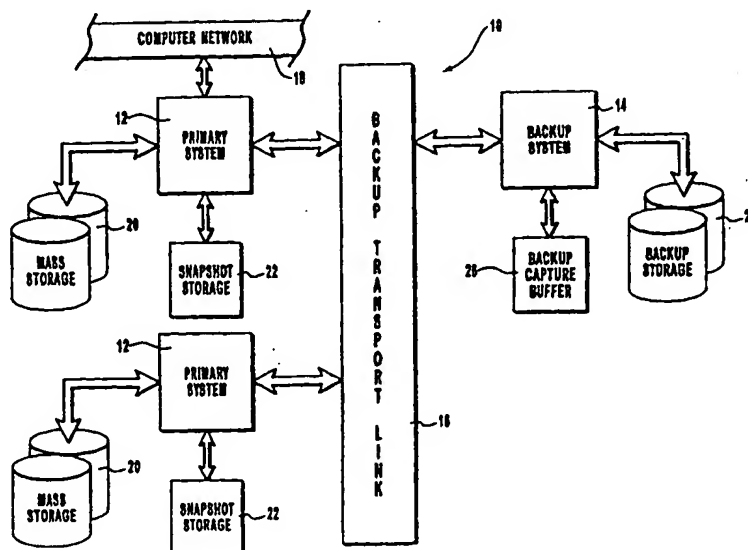 COMPUTER NETWORK
18
12
PRIMARY
SYSTEM
20
MASS
STORAGE
SNAPSHOT
STORAGE
22
12
PRIMARY
SYSTEM
20
MASS
STORAGE
SNAPSHOT
STORAGE
22
BACKUP TRANSPORT LINK
16
10
14
BACKUP
SYSTEM
BACKUP
CAPTURE
BUFFER
BACKUP
STORAGE